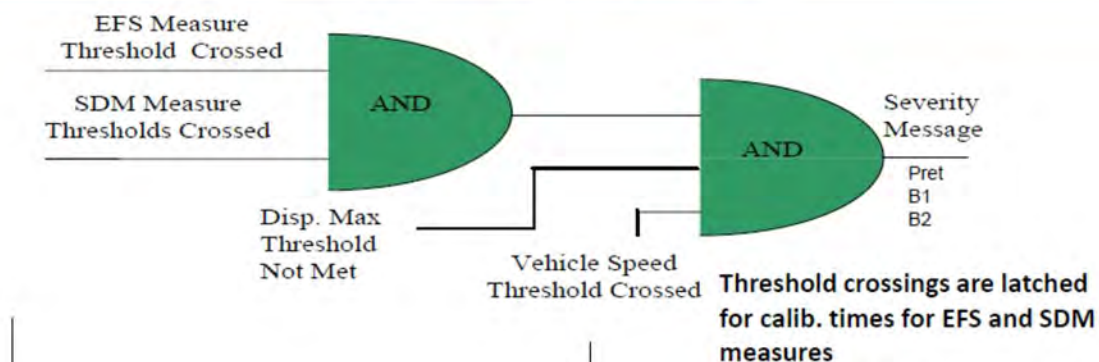 EFS Measure
Threshold Crossed
SDM Measure
Thresholds Crossed
AND
Disp. Max
Threshold
Not Met
Vehicle Speed
Threshold Crossed
AND
Severity
Message
Pret
B1
B2
Threshold crossings are latched
for calib. times for EFS and SDM
measures